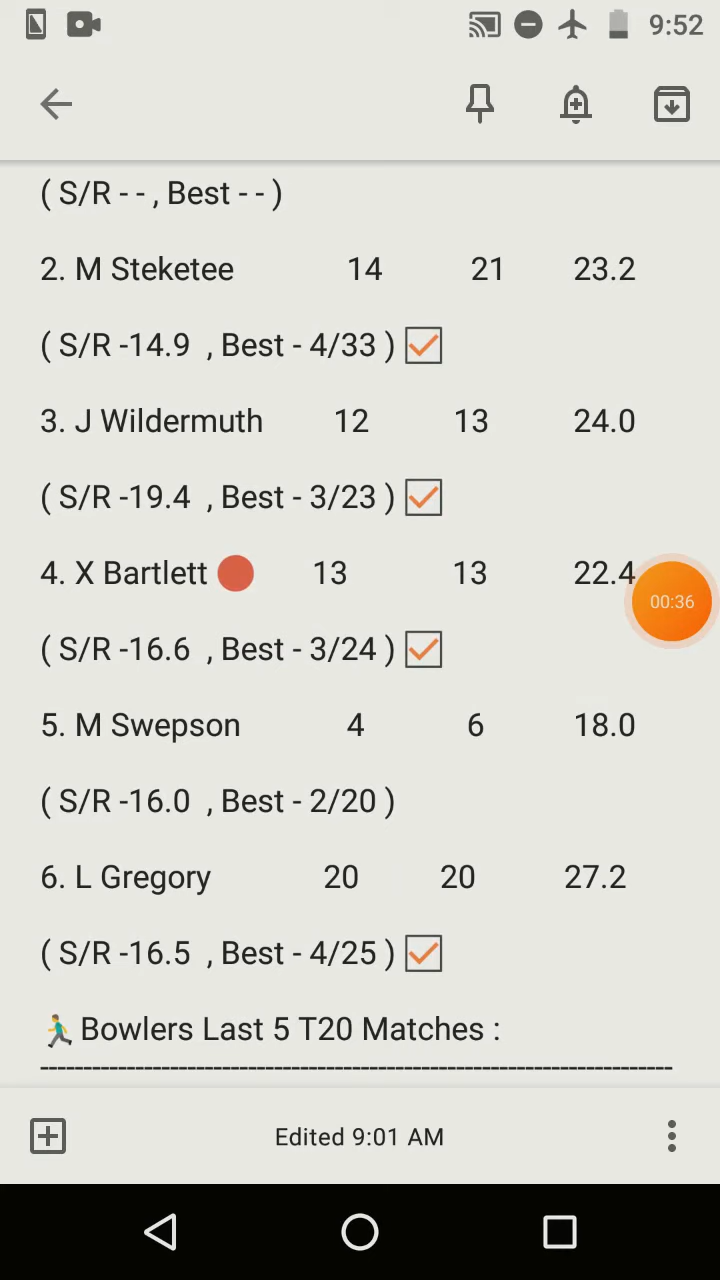 9:52
( S/R - - , Best - - )
2. M Steketee 14 21 23.2
( S/R -14.9 , Best - 4/33 )
3. J Wildermuth 12 13 24.0
( S/R -19.4 , Best - 3/23 )
4. X Bartlett 13 13 22.4
00:36
( S/R -16.6 , Best - 3/24 )
5. M Swepson 4 6 18.0
( S/R -16.0 , Best - 2/20 )
6. L Gregory 20 20 27.2
( S/R -16.5 , Best - 4/25 )
Bowlers Last 5 T20 Matches :
Edited 9:01 AM